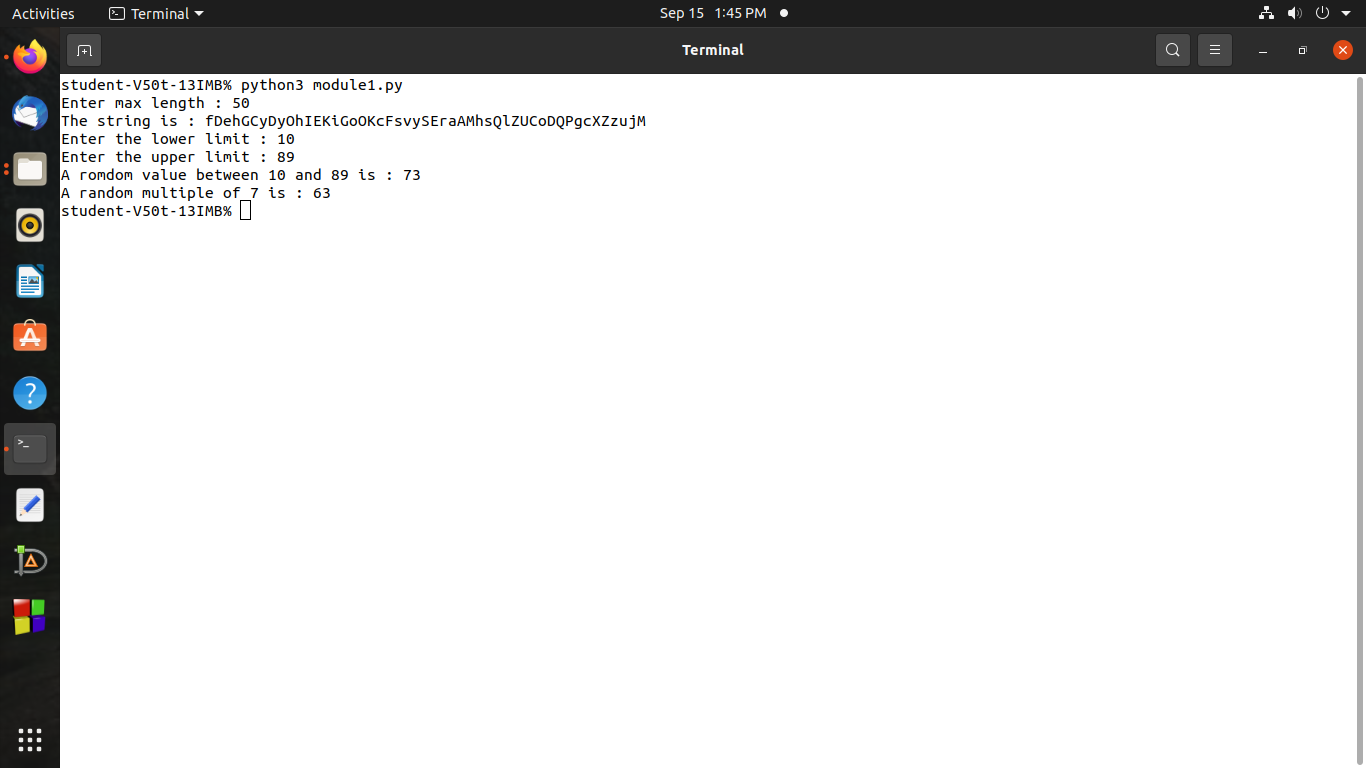 Activities
Terminal
Sep 15 1:45 PM
Terminal
student-V50t-13IMB% python3 module1.py
Enter max length : 50
The string is : fDehGCyDyOhIEKiGoOKcFsvySEraAMhsQlZUCoDQPgcXZzujM
Enter the lower limit : 10
Enter the upper limit : 89
A romdom value between 10 and 89 is : 73
A random multiple of 7 is : 63
student-V50t-13IMB%